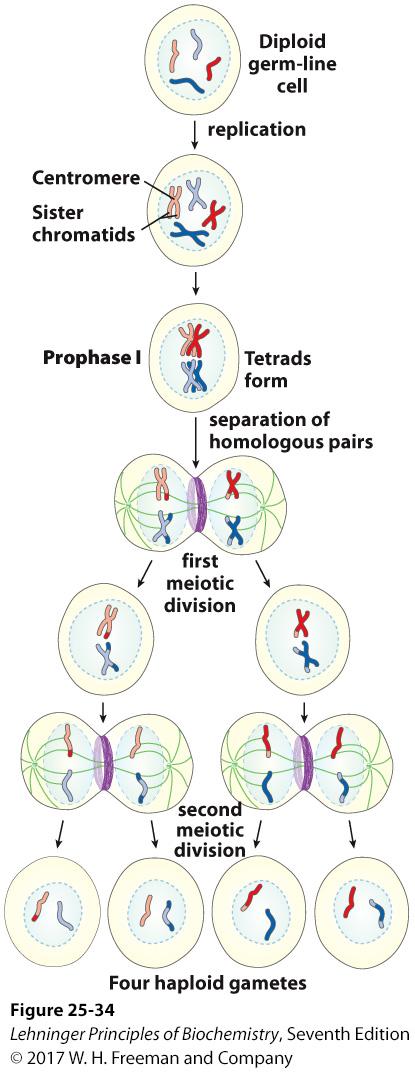 Diploid
germ-line
cell
replication
Centromere
Sister
chromatids
Prophase I
Tetrads
form
separation of
homologous pairs
first
meiotic
division
second
meiotic
division
Four haploid gametes
Figure 25-34
Lehninger Principles of Biochemistry, Seventh Edition
© 2017 W. H. Freeman and Company